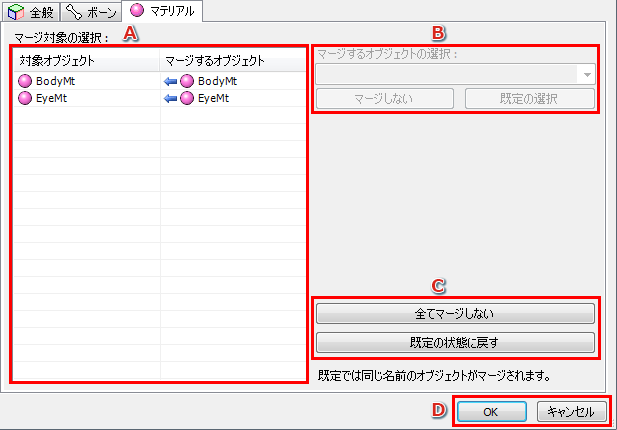 全般 ボーン マテリアル
マージ対象の選択： A
対象オブジェクト マージするオブジェクト
BodyMt BodyMt
EyeMt EyeMt
B
マージするオブジェクトの選択：
マージしない 既定の選択
C
全てマージしない
既定の状態に戻す
既定では同じ名前のオブジェクトがマージされます。
D OK キャンセル